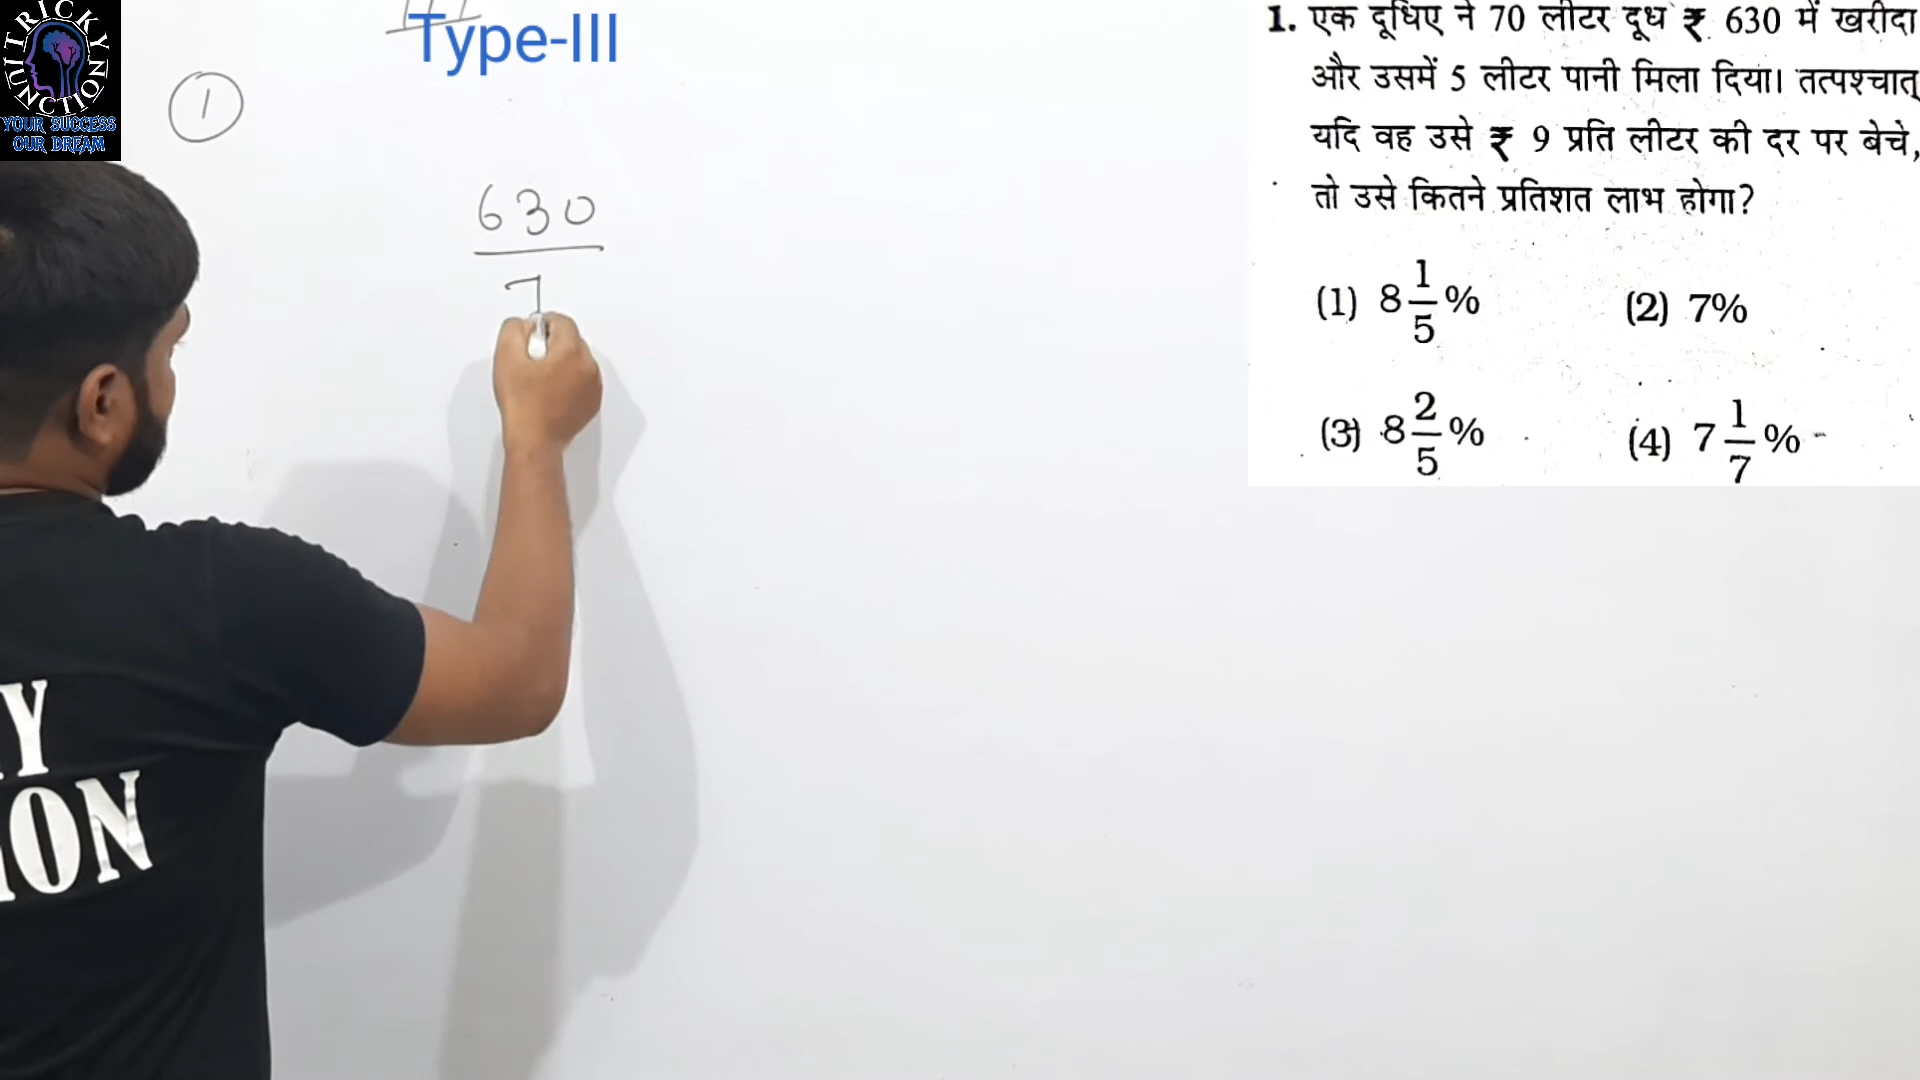 TRICKY
JUNCTION
YOUR SUCCESS
OUR DREAM
Type-III
1
630
7
Y
ION
1. एक दूधिए ने 70 लीटर दूध ₹ 630 में खरीदा
और उसमें 5 लीटर पानी मिला दिया। तत्पश्चात्
यदि वह उसे ₹ 9 प्रति लीटर की दर पर बेचे,
तो उसे कितने प्रतिशत लाभ होगा?
(1) 8 1/5 % (2) 7%
(3) 8 2/5 % (4) 7 1/7 %